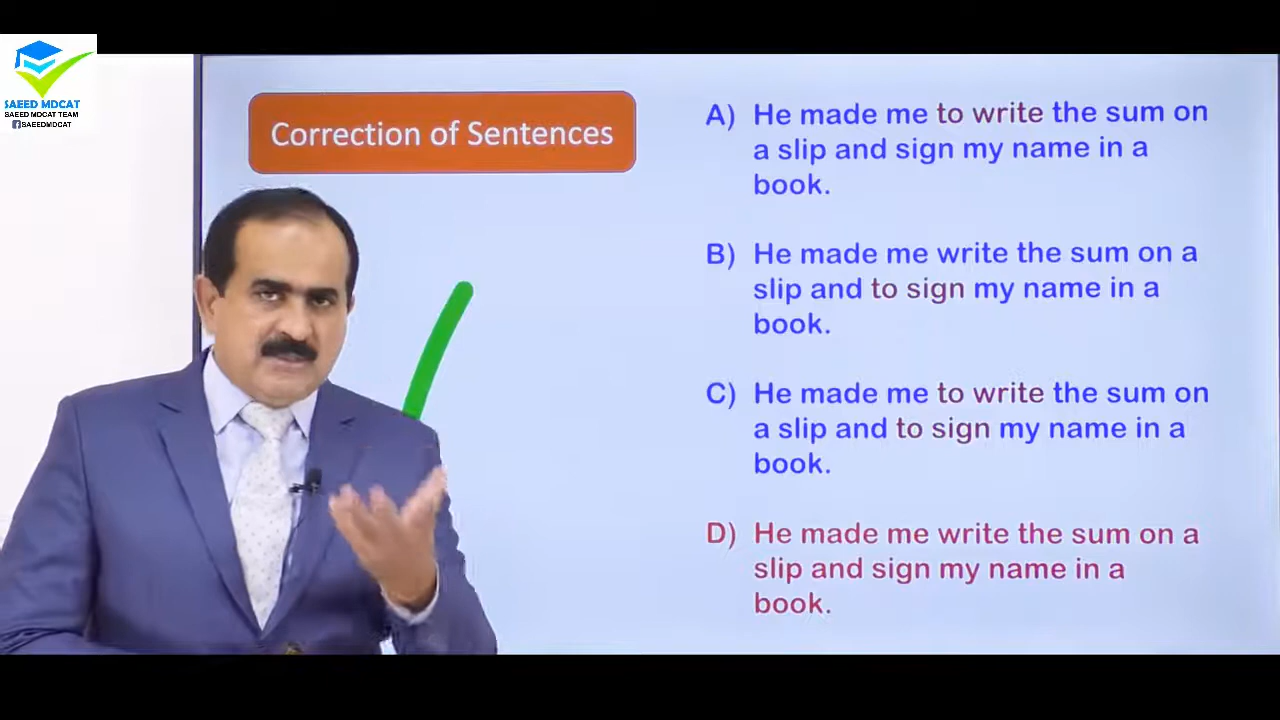 SAEED MDCAT
SAEED MDCAT TEAM
SAEEDMDCAT
Correction of Sentences
A) He made me to write the sum on
a slip and sign my name in a
book.
B) He made me write the sum on a
slip and to sign my name in a
book.
C) He made me to write the sum on
a slip and to sign my name in a
book.
D) He made me write the sum on a
slip and sign my name in a
book.